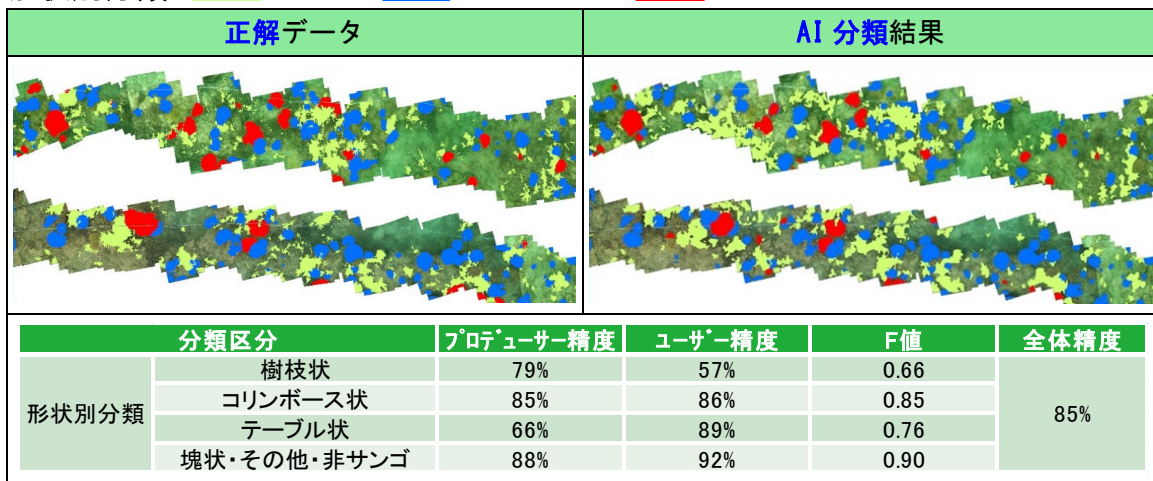 正解データ AI 分類結果
分類区分 プロデューサー精度 ユーザー精度 F値 全体精度
形状別分類 樹枝状 79% 57% 0.66 85%
コリンボース状 85% 86% 0.85
テーブル状 66% 89% 0.76
塊状・その他・非サンゴ 88% 92% 0.90